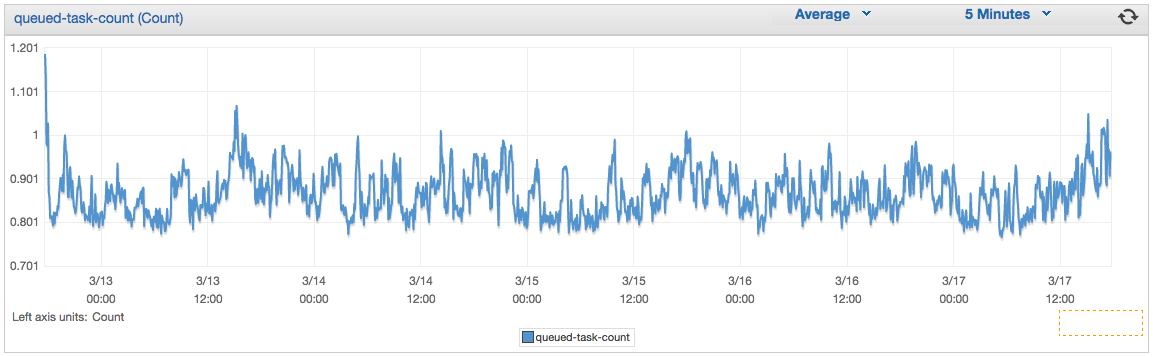 queued-task-count (Count)
Average
5 Minutes
1.201
1.101
1
0.901
0.801
0.701
3/13 3/13 3/14 3/14 3/15 3/15 3/16 3/16 3/17 3/17
00:00 12:00 00:00 12:00 00:00 12:00 00:00 12:00 00:00 12:00
Left axis units: Count
queued-task-count